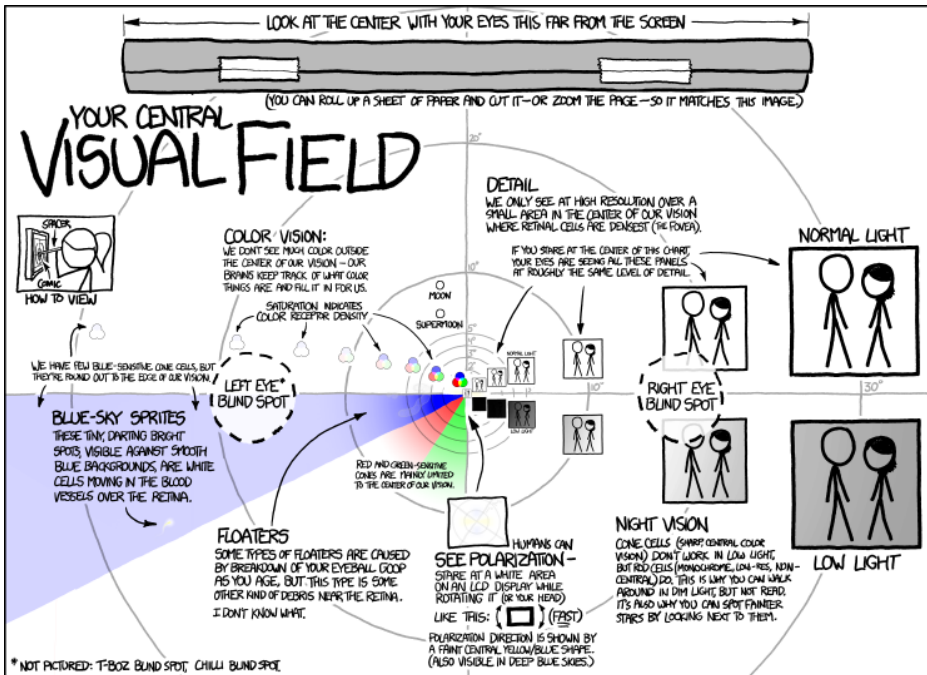 LOOK AT THE CENTER WITH YOUR EYES THIS FAR FROM THE SCREEN
(YOU CAN ROLL UP A SHEET OF PAPER AND CUT IT—OR ZOOM THE PAGE—SO IT MATCHES THIS IMAGE.)
YOUR CENTRAL
VISUAL FIELD
20°
SPACER
COMIC
HOW TO VIEW
COLOR VISION:
WE DON'T SEE MUCH COLOR OUTSIDE
THE CENTER OF OUR VISION — OUR
BRAINS KEEP TRACK OF WHAT COLOR
THINGS ARE AND FILL IT IN FOR US.
SATURATION INDICATES
COLOR RECEPTOR DENSITY
DETAIL
WE ONLY SEE AT HIGH RESOLUTION OVER A
SMALL AREA IN THE CENTER OF OUR VISION
WHERE RETINAL CELLS ARE DENSEST (THE FOVEA).
IF YOU STARE AT THE CENTER OF THIS CHART,
YOUR EYES ARE SEEING ALL THESE PANELS
AT ROUGHLY THE SAME LEVEL OF DETAIL.
NORMAL LIGHT
10°
MOON
SUPERMOON
5°
4°
3°
2°
NORMAL LIGHT
WE HAVE FEW BLUE-SENSITIVE CONE CELLS, BUT
THEY'RE FOUND OUT TO THE EDGE OF OUR VISION.
LEFT EYE*
BLIND SPOT
RIGHT EYE
BLIND SPOT
10°
30°
LOW LIGHT
BLUE-SKY SPRITES
THESE TINY, DARTING BRIGHT
SPOTS, VISIBLE AGAINST SMOOTH
BLUE BACKGROUNDS, ARE WHITE
CELLS MOVING IN THE BLOOD
VESSELS OVER THE RETINA.
RED AND GREEN-SENSITIVE
CONES ARE MAINLY LIMITED
TO THE CENTER OF OUR VISION.
FLOATERS
SOME TYPES OF FLOATERS ARE CAUSED
BY BREAKDOWN OF YOUR EYEBALL GOOP
AS YOU AGE, BUT THIS TYPE IS SOME
OTHER KIND OF DEBRIS NEAR THE RETINA.
I DON'T KNOW WHAT.
HUMANS CAN
SEE POLARIZATION—
STARE AT A WHITE AREA
ON AN LCD DISPLAY WHILE
ROTATING IT (OR YOUR HEAD)
LIKE THIS: (FAST)
POLARIZATION DIRECTION IS SHOWN BY
A FAINT CENTRAL YELLOW/BLUE SHAPE.
(ALSO VISIBLE IN DEEP BLUE SKIES.)
NIGHT VISION
CONE CELLS (SHARP, CENTRAL COLOR
VISION) DON'T WORK IN LOW LIGHT,
BUT ROD CELLS (MONOCHROME, LOW-RES, NON-
CENTRAL) DO. THIS IS WHY YOU CAN WALK
AROUND IN DIM LIGHT, BUT NOT READ.
IT'S ALSO WHY YOU CAN SPOT FAINTER
STARS BY LOOKING NEXT TO THEM.
LOW LIGHT
* NOT PICTURED: T-BOZ BLIND SPOT, CHILLI BLIND SPOT.